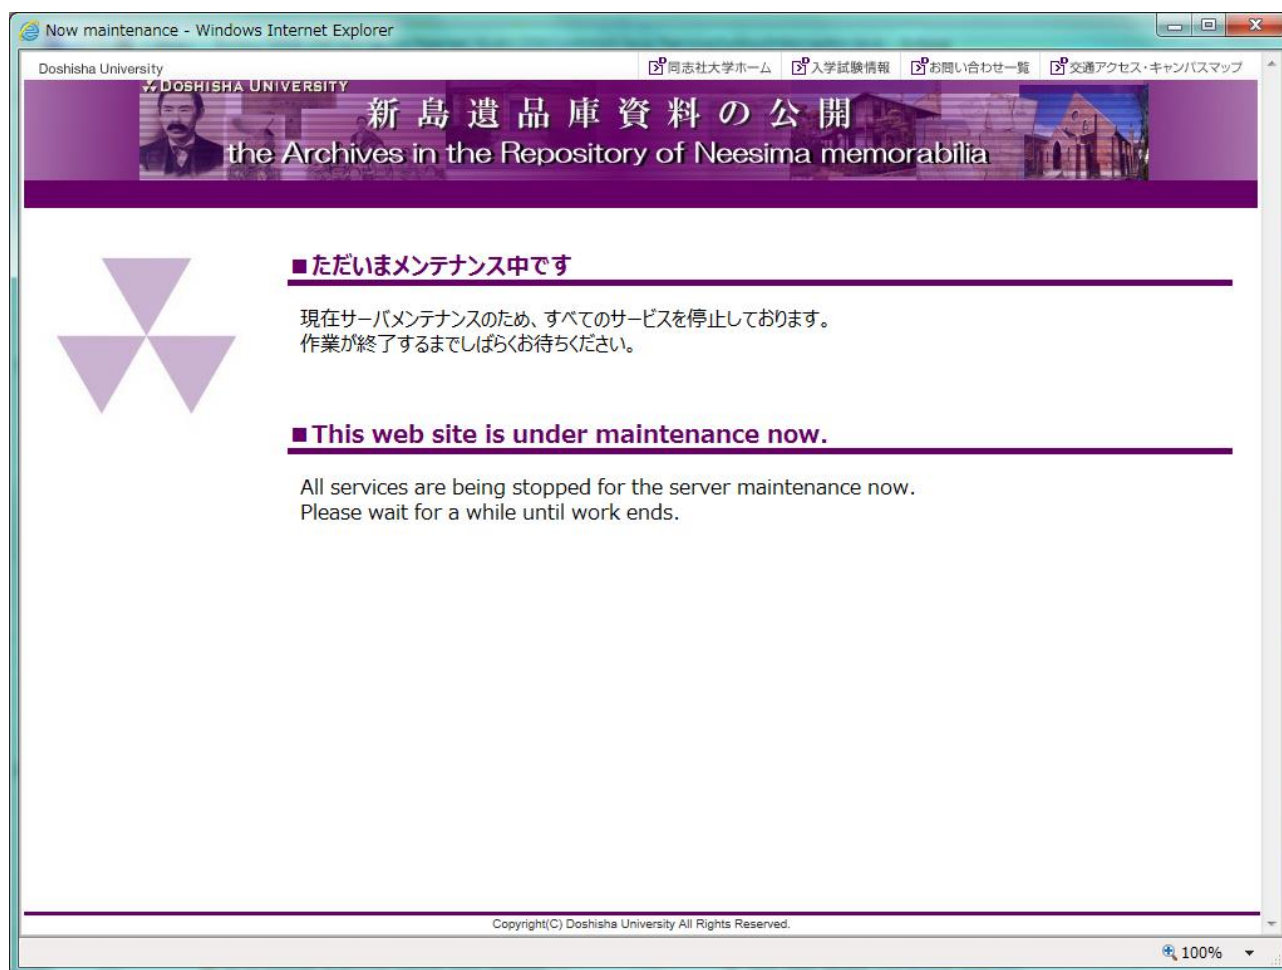 Now maintenance - Windows Internet Explorer
Doshisha University
同志社大学ホーム 入学試験情報 お問い合わせ一覧 交通アクセス・キャンパスマップ
DOSHISHA UNIVERSITY
新島遺品庫資料の公開
the Archives in the Repository of Neesima memorabilia
■ただいまメンテナンス中です
現在サーバメンテナンスのため、すべてのサービスを停止しております。
作業が終了するまでしばらくお待ちください。
■This web site is under maintenance now.
All services are being stopped for the server maintenance now.
Please wait for a while until work ends.
Copyright(C) Doshisha University All Rights Reserved.
100%